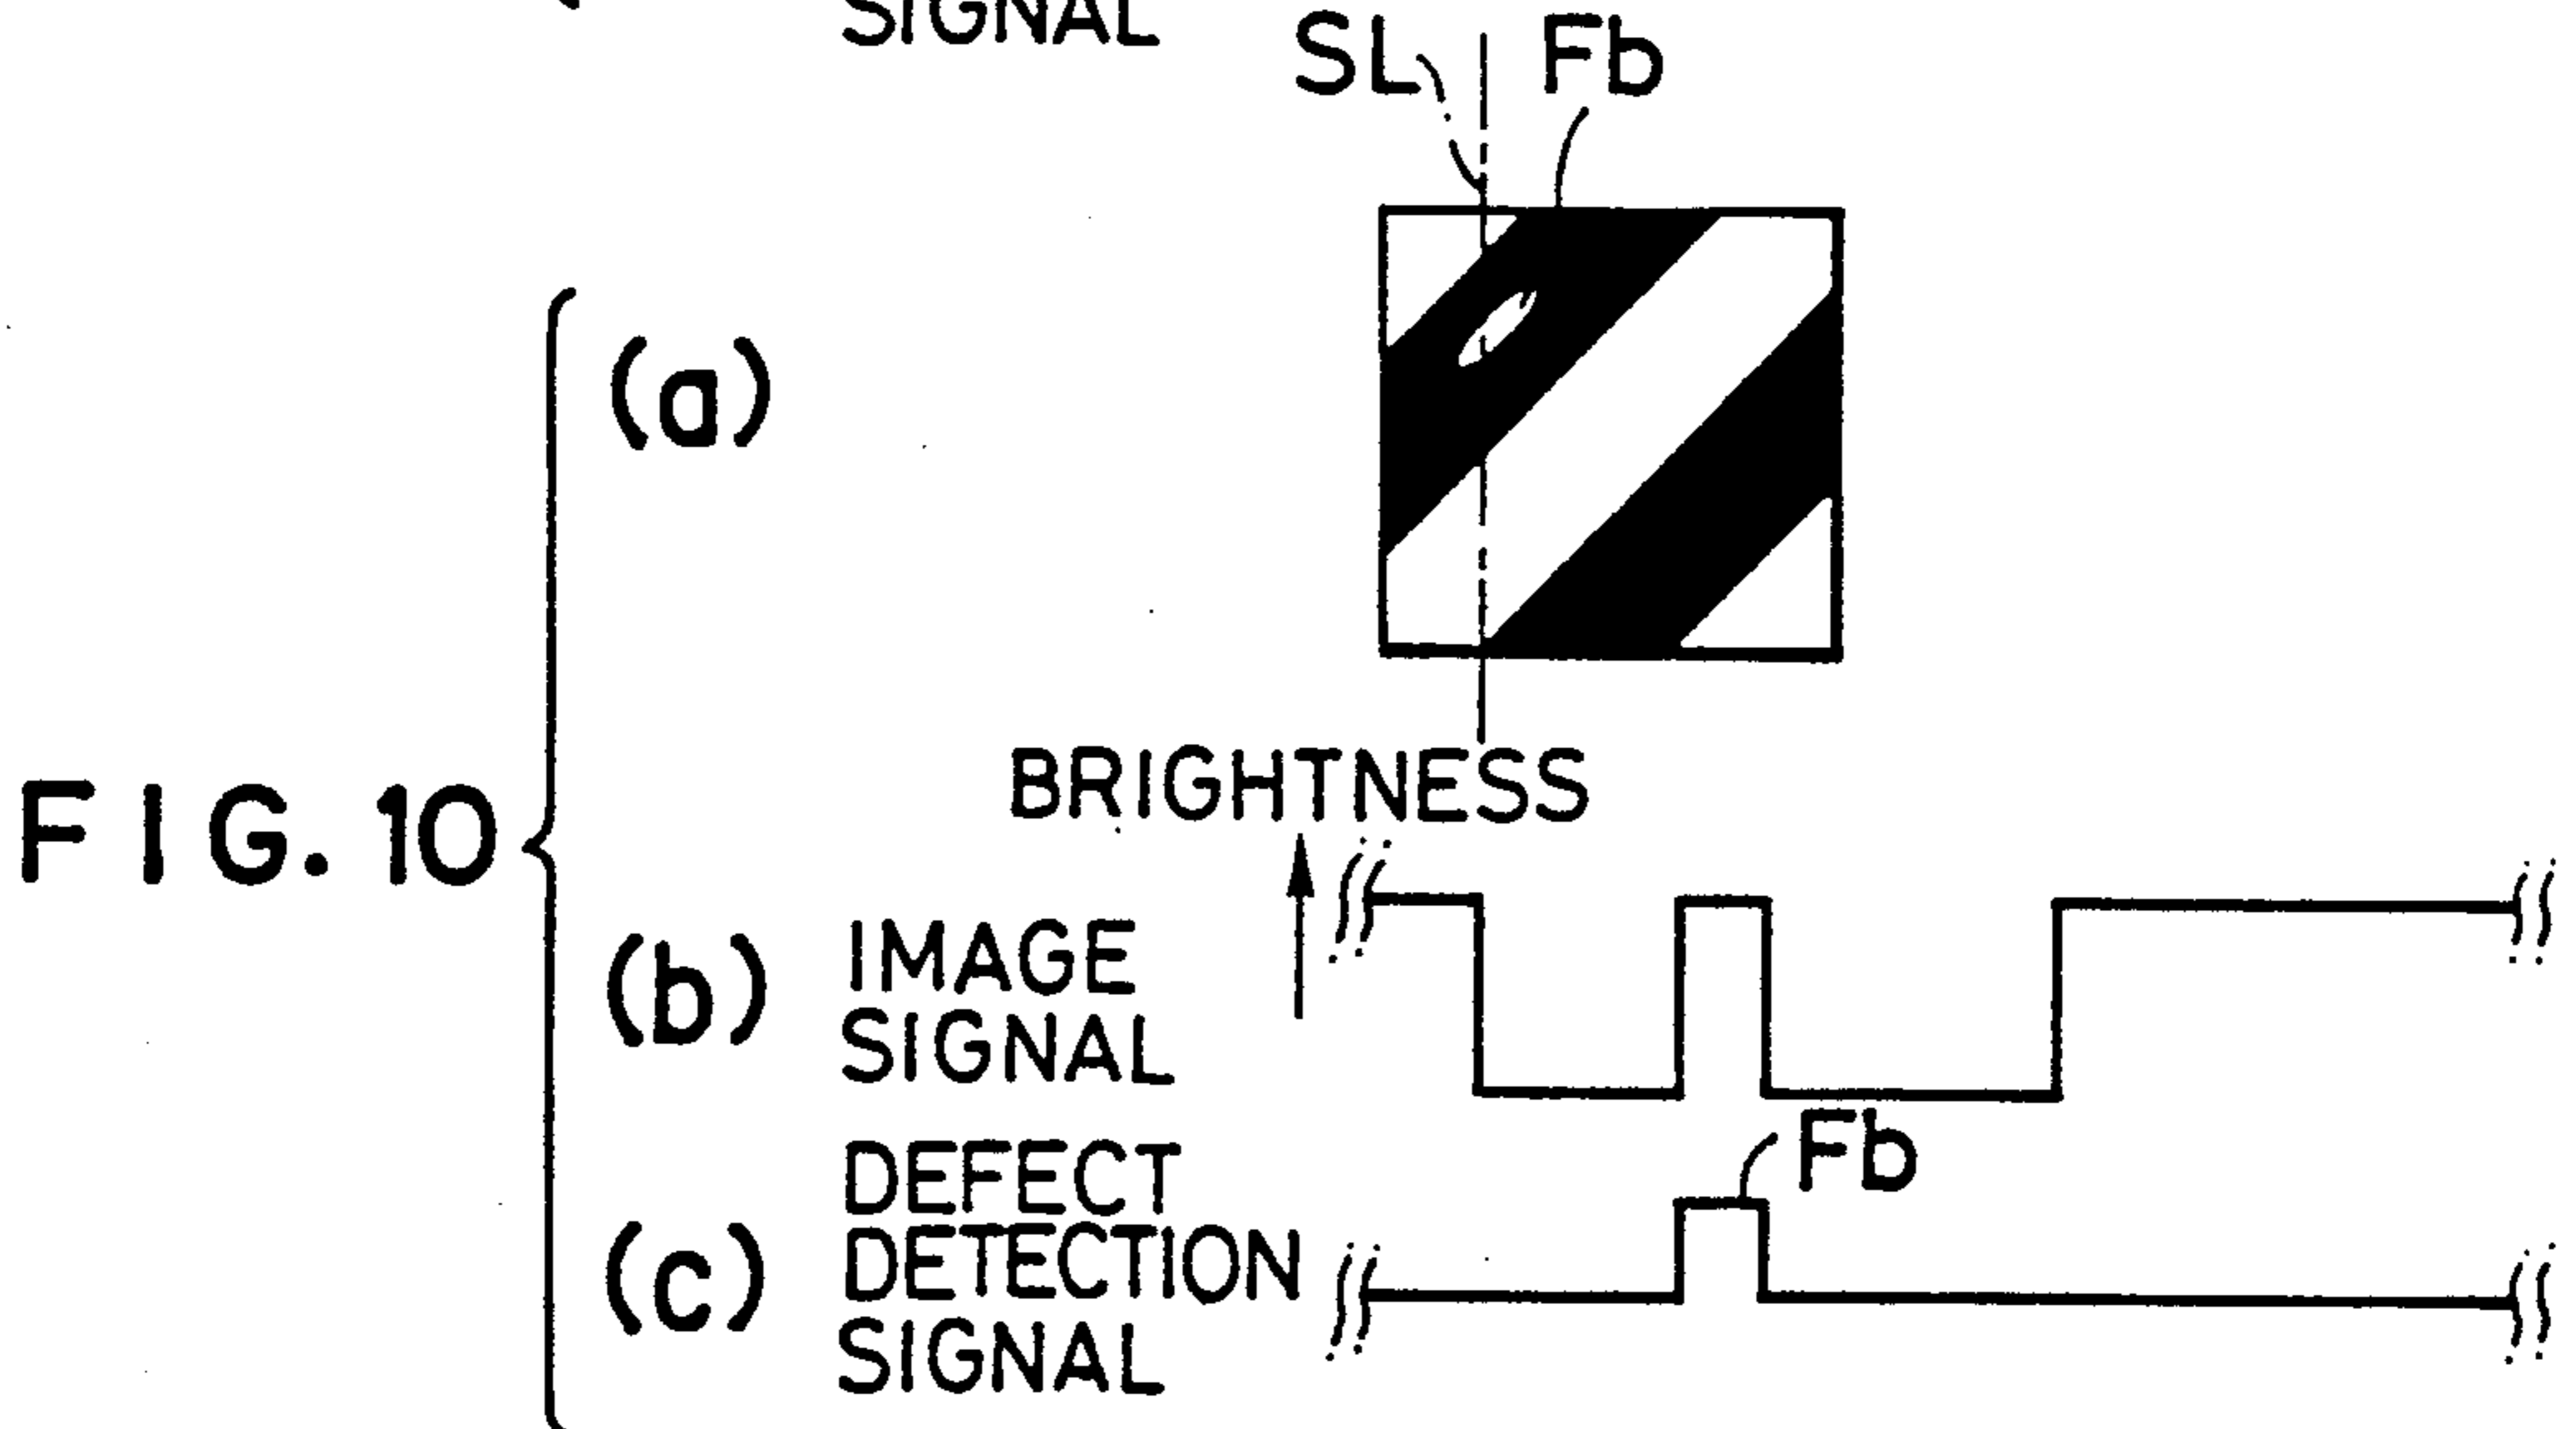 SIGNAL
SL Fb
(a)
BRIGHTNESS
FIG. 10
(b) IMAGE
SIGNAL
Fb
DEFECT
(c) DETECTION
SIGNAL